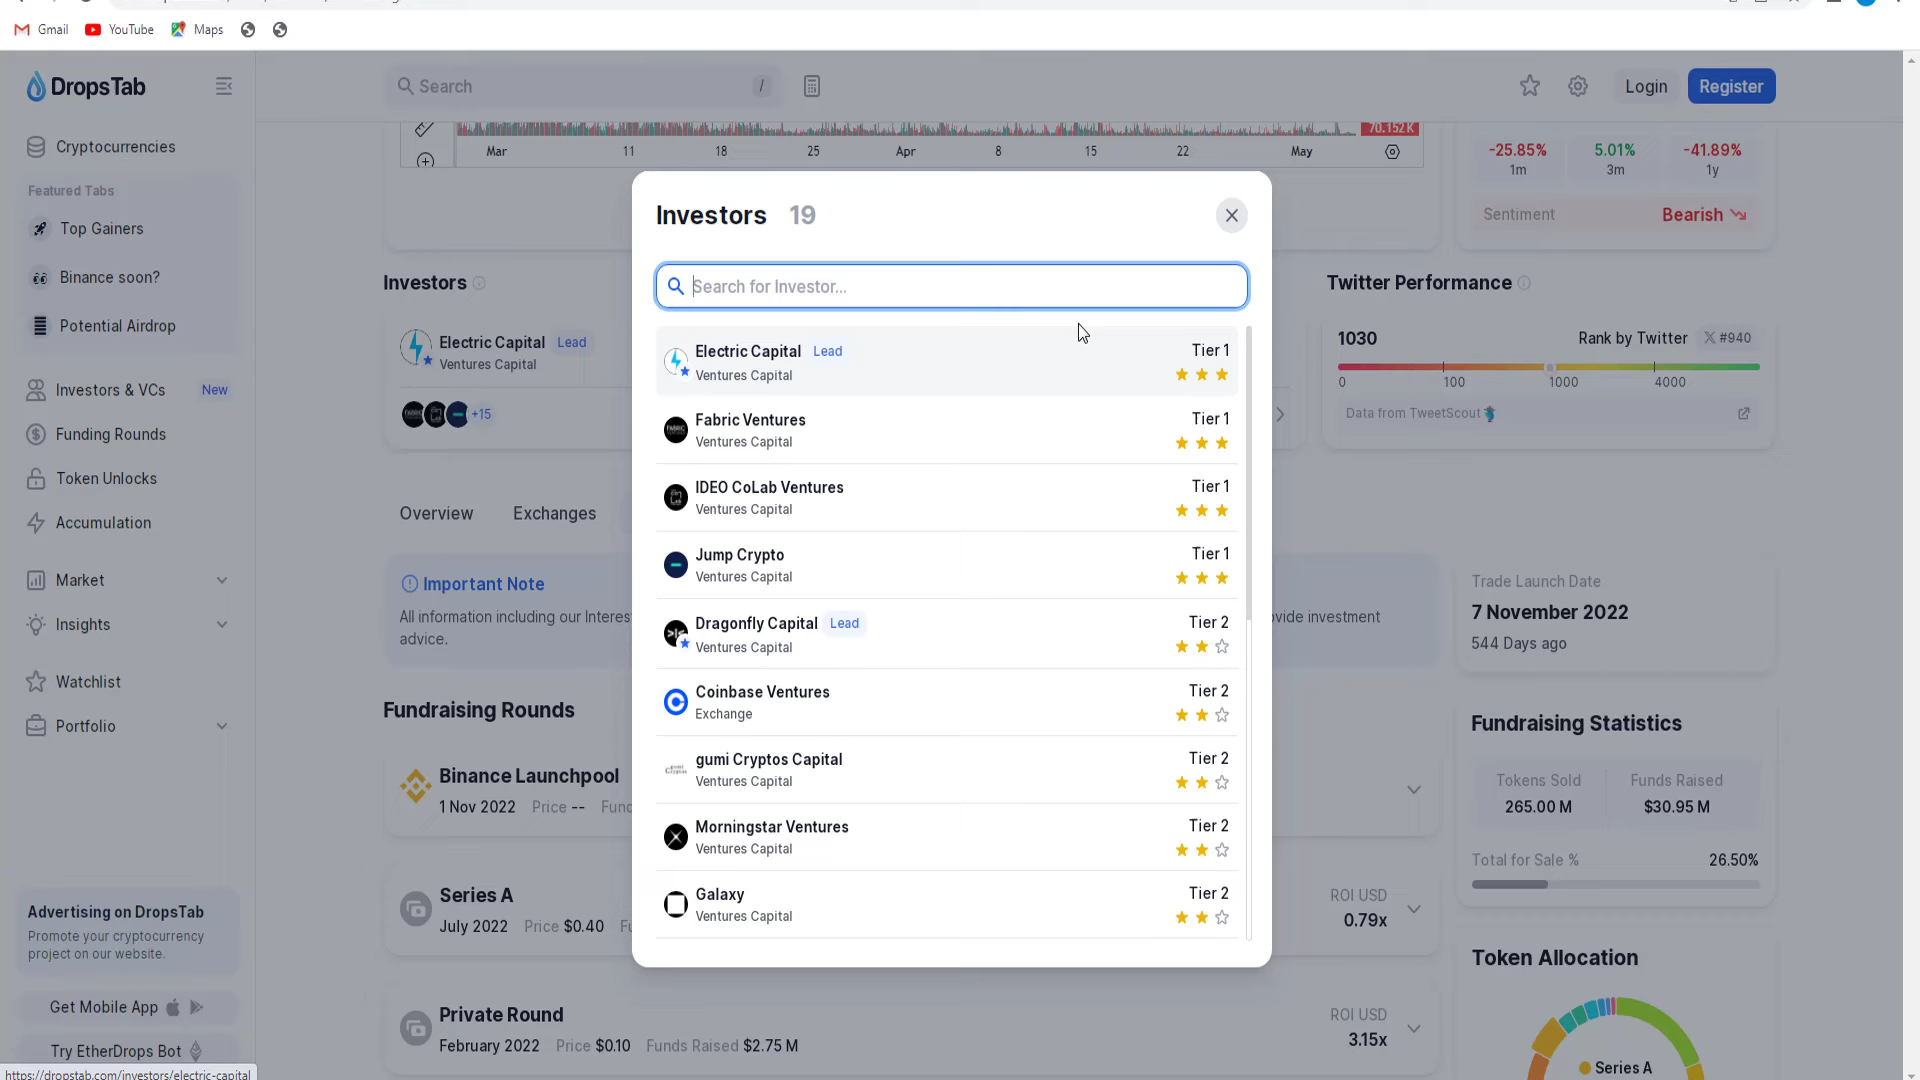 Gmail
YouTube
Maps
DropsTab
Search
/
Login
Register
Cryptocurrencies
Featured Tabs
Top Gainers
Binance soon?
Potential Airdrop
Investors & VCs New
Funding Rounds
Token Unlocks
Accumulation
Market
Insights
Watchlist
Portfolio
Advertising on DropsTab
Promote your cryptocurrency
project on our website.
Get Mobile App
Try EtherDrops Bot
https://dropstab.com/investors/electric-capital
70.152K
Mar 11 18 25 Apr 8 15 22 May
-25.85% 5.01% -41.89%
1m 3m 1y
Sentiment Bearish
Investors
Electric Capital Lead
Ventures Capital
+15
Twitter Performance
1030 Rank by Twitter X #940
0 100 1000 4000
Data from TweetScout
Overview Exchanges
Important Note
All information including our Interes
ovide investment
advice.
Trade Launch Date
7 November 2022
544 Days ago
Fundraising Rounds
Binance Launchpool
1 Nov 2022 Price -- Func
Series A
July 2022 Price $0.40 Fu
ROI USD
0.79x
Private Round
February 2022 Price $0.10 Funds Raised $2.75 M
ROI USD
3.15x
Fundraising Statistics
Tokens Sold Funds Raised
265.00 M $30.95 M
Total for Sale % 26.50%
Token Allocation
Series A
Investors 19
Search for Investor...
Electric Capital Lead Tier 1
Ventures Capital
Fabric Ventures Tier 1
Ventures Capital
IDEO CoLab Ventures Tier 1
Ventures Capital
Jump Crypto Tier 1
Ventures Capital
Dragonfly Capital Lead Tier 2
Ventures Capital
Coinbase Ventures Tier 2
Exchange
gumi Cryptos Capital Tier 2
Ventures Capital
Morningstar Ventures Tier 2
Ventures Capital
Galaxy Tier 2
Ventures Capital